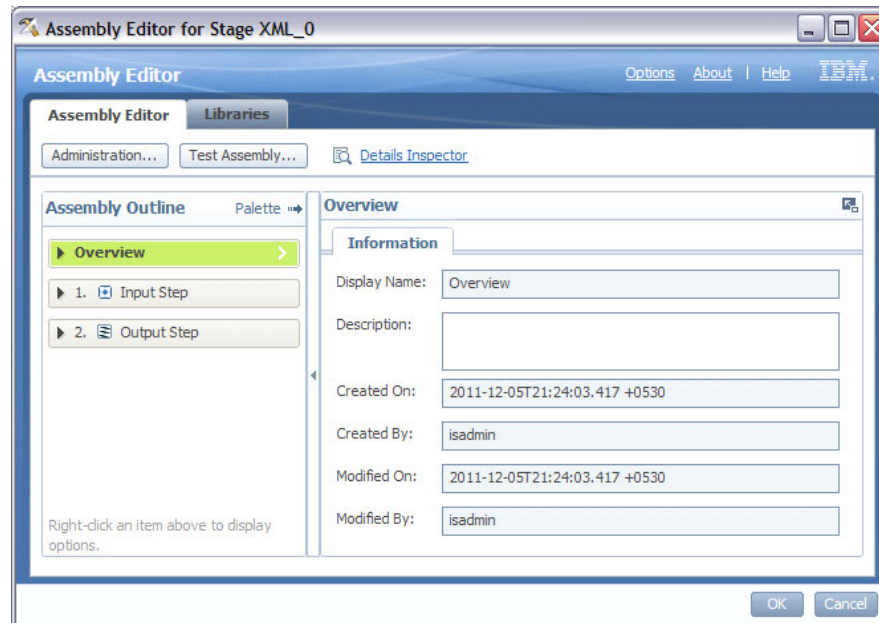 Assembly Editor for Stage XML_0
Assembly Editor
Options About | Help IBM.
Assembly Editor Libraries
Administration... Test Assembly... Details Inspector
Assembly Outline Palette
Overview
1. Input Step
2. Output Step
Right-click an item above to display
options.
Overview
Information
Display Name: Overview
Description:
Created On: 2011-12-05T21:24:03.417 +0530
Created By: isadmin
Modified On: 2011-12-05T21:24:03.417 +0530
Modified By: isadmin
OK Cancel